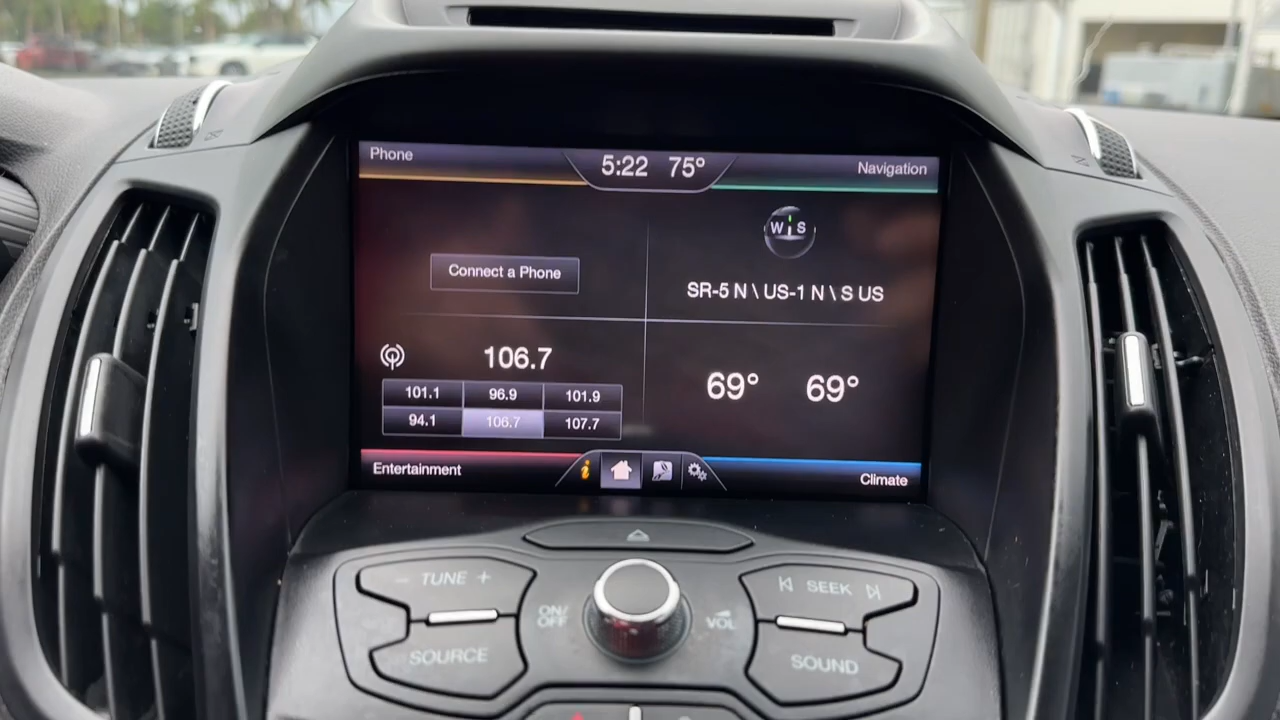 Phone
5:22 75°
Navigation
W S
Connect a Phone
SR-5 N \ US-1 N \ S US
106.7
101.1 96.9 101.9
94.1 106.7 107.7
69° 69°
Entertainment
i
Climate
– TUNE +
SEEK
ON/
OFF
VOL
SOURCE
SOUND